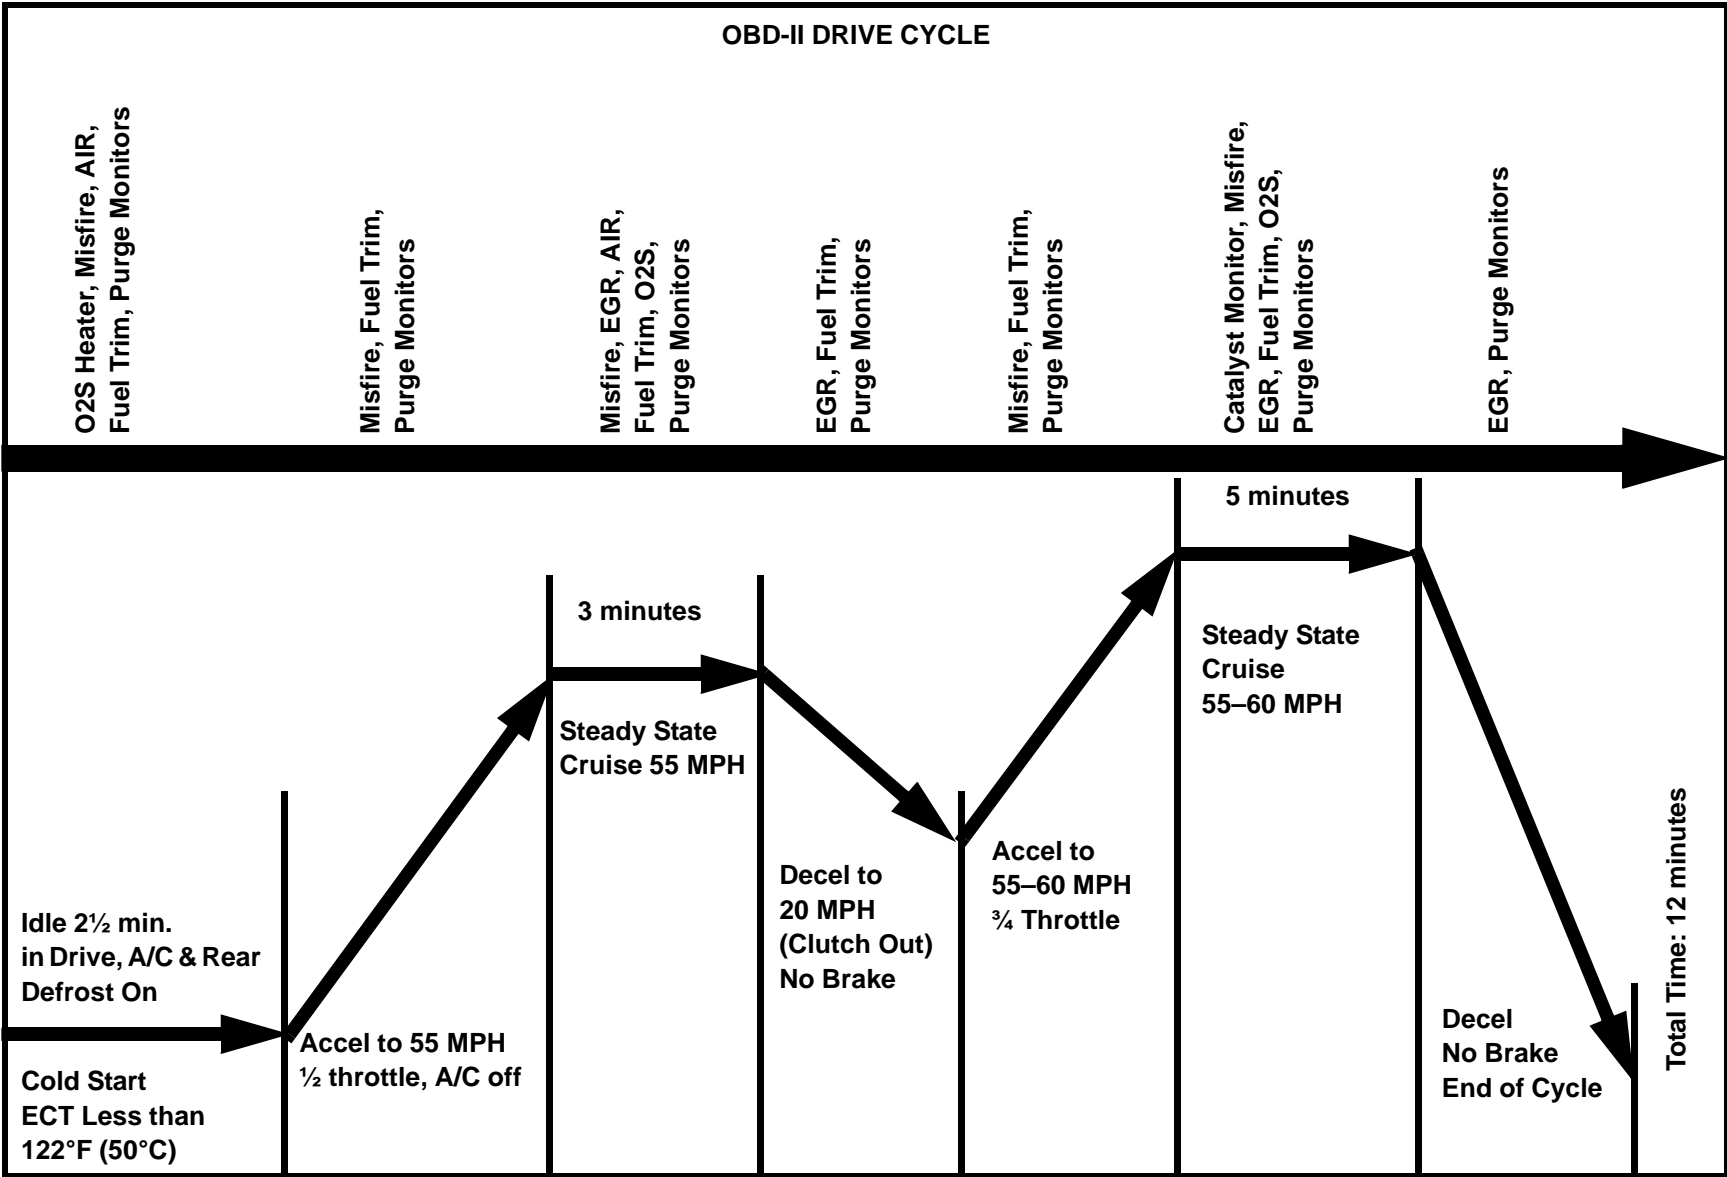 OBD-II DRIVE CYCLE
O2S Heater, Misfire, AIR,
Fuel Trim, Purge Monitors
Misfire, Fuel Trim,
Purge Monitors
Misfire, EGR, AIR,
Fuel Trim, O2S,
Purge Monitors
EGR, Fuel Trim,
Purge Monitors
Misfire, Fuel Trim,
Purge Monitors
Catalyst Monitor, Misfire,
EGR, Fuel Trim, O2S,
Purge Monitors
EGR, Purge Monitors
Idle 2½ min.
in Drive, A/C & Rear
Defrost On
Cold Start
ECT Less than
122°F (50°C)
Accel to 55 MPH
½ throttle, A/C off
3 minutes
Steady State
Cruise 55 MPH
Decel to
20 MPH
(Clutch Out)
No Brake
Accel to
55–60 MPH
¾ Throttle
5 minutes
Steady State
Cruise
55–60 MPH
Decel
No Brake
End of Cycle
Total Time: 12 minutes